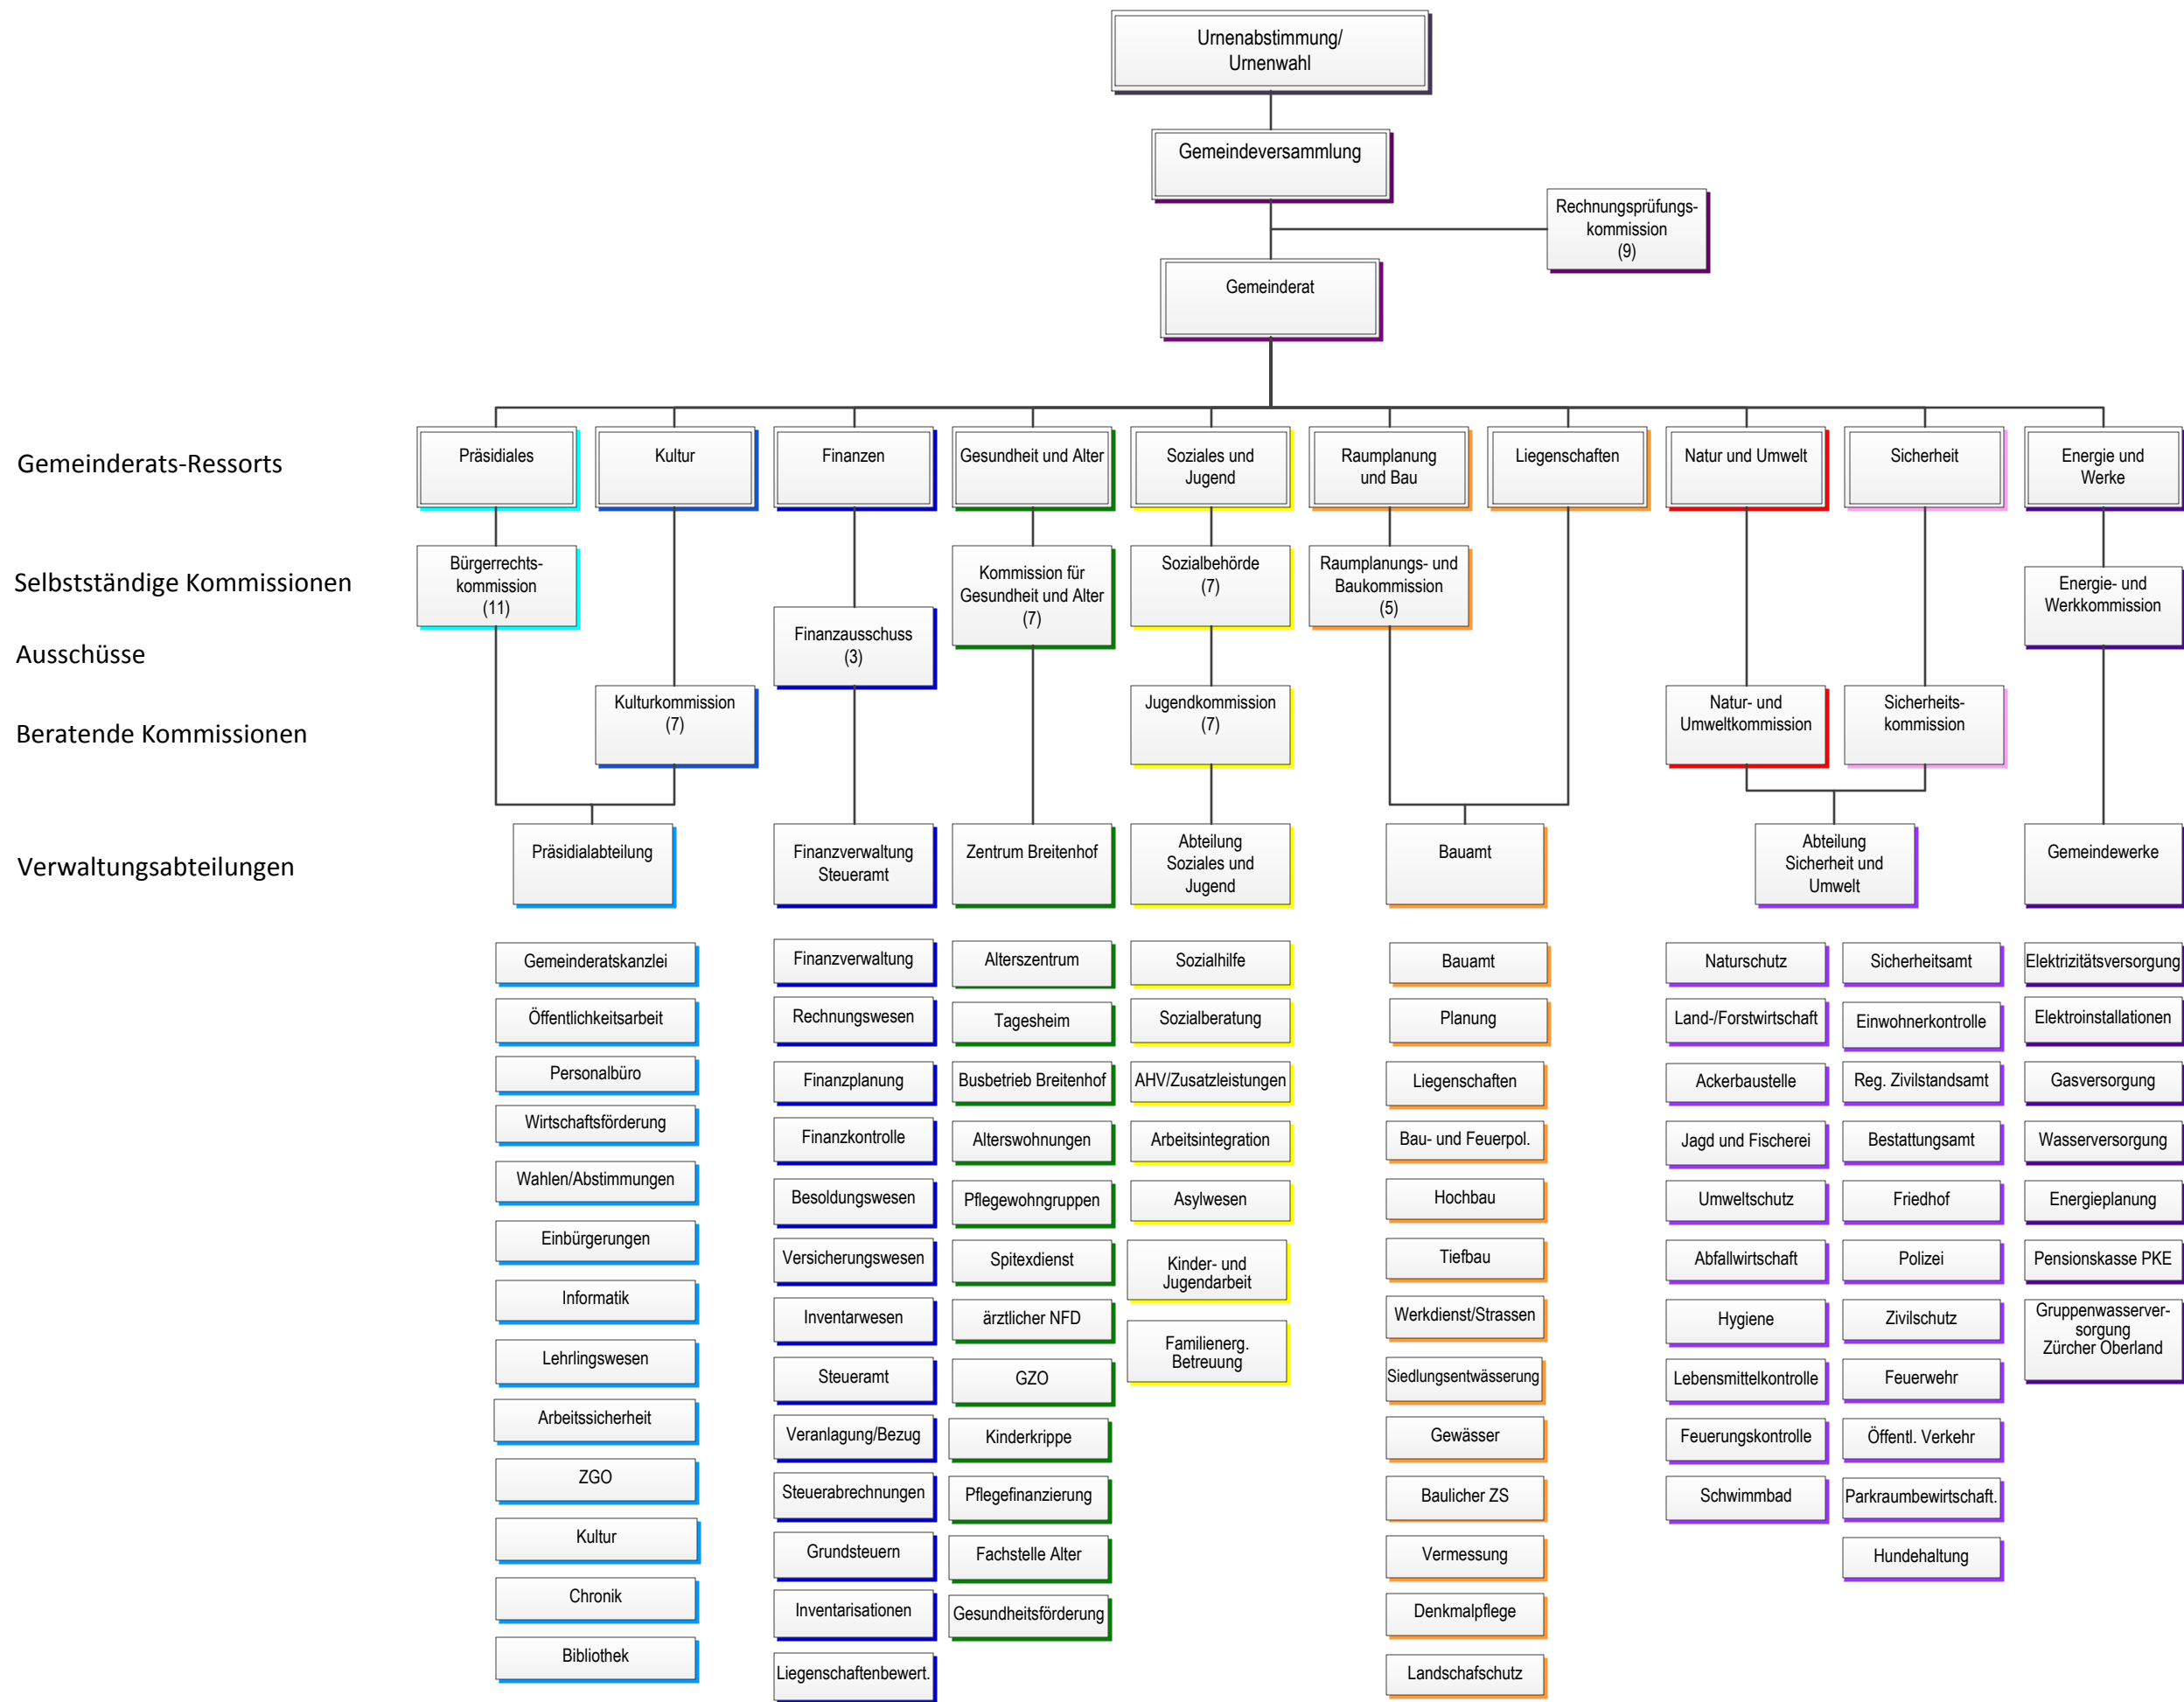 Urnenabstimmung/
Urnenwahl
Gemeindeversammlung
Rechnungsprüfungs-
kommission
(9)
Gemeinderat
Gemeinderats-Ressorts
Präsidiales
Kultur
Finanzen
Gesundheit und Alter
Soziales und
Jugend
Raumplanung
und Bau
Liegenschaften
Natur und Umwelt
Sicherheit
Energie und
Werke
Selbstständige Kommissionen
Bürgerrechts-
kommission
(11)
Kommission für
Gesundheit und Alter
(7)
Sozialbehörde
(7)
Raumplanungs- und
Baukommission
(5)
Energie- und
Werkkommission
Ausschüsse
Finanzausschuss
(3)
Beratende Kommissionen
Kulturkommission
(7)
Jugendkommission
(7)
Natur- und
Umweltkommission
Sicherheits-
kommission
Verwaltungsabteilungen
Präsidialabteilung
Finanzverwaltung
Steueramt
Zentrum Breitenhof
Abteilung
Soziales und
Jugend
Bauamt
Abteilung
Sicherheit und
Umwelt
Gemeindewerke
Gemeinderatskanzlei
Öffentlichkeitsarbeit
Personalbüro
Wirtschaftsförderung
Wahlen/Abstimmungen
Einbürgerungen
Informatik
Lehrlingswesen
Arbeitssicherheit
ZGO
Kultur
Chronik
Bibliothek
Finanzverwaltung
Rechnungswesen
Finanzplanung
Finanzkontrolle
Besoldungswesen
Versicherungswesen
Inventarwesen
Steueramt
Veranlagung/Bezug
Steuerabrechnungen
Grundsteuern
Inventarisationen
Liegenschaftenbewert.
Alterszentrum
Tagesheim
Busbetrieb Breitenhof
Alterswohnungen
Pflegewohngruppen
Spitexdienst
ärztlicher NFD
GZO
Kinderkrippe
Pflegefinanzierung
Fachstelle Alter
Gesundheitsförderung
Sozialhilfe
Sozialberatung
AHV/Zusatzleistungen
Arbeitsintegration
Asylwesen
Kinder- und
Jugendarbeit
Familienerg.
Betreuung
Bauamt
Planung
Liegenschaften
Bau- und Feuerpol.
Hochbau
Tiefbau
Werkdienst/Strassen
Siedlungsentwässerung
Gewässer
Baulicher ZS
Vermessung
Denkmalpflege
Landschafschutz
Naturschutz
Land-/Forstwirtschaft
Ackerbaustelle
Jagd und Fischerei
Umweltschutz
Abfallwirtschaft
Hygiene
Lebensmittelkontrolle
Feuerungskontrolle
Schwimmbad
Sicherheitsamt
Einwohnerkontrolle
Reg. Zivilstandsamt
Bestattungsamt
Friedhof
Polizei
Zivilschutz
Feuerwehr
Öffentl. Verkehr
Parkraumbewirtschaft.
Hundehaltung
Elektrizitätsversorgung
Elektroinstallationen
Gasversorgung
Wasserversorgung
Energieplanung
Pensionskasse PKE
Gruppenwasserver-
sorgung
Zürcher Oberland